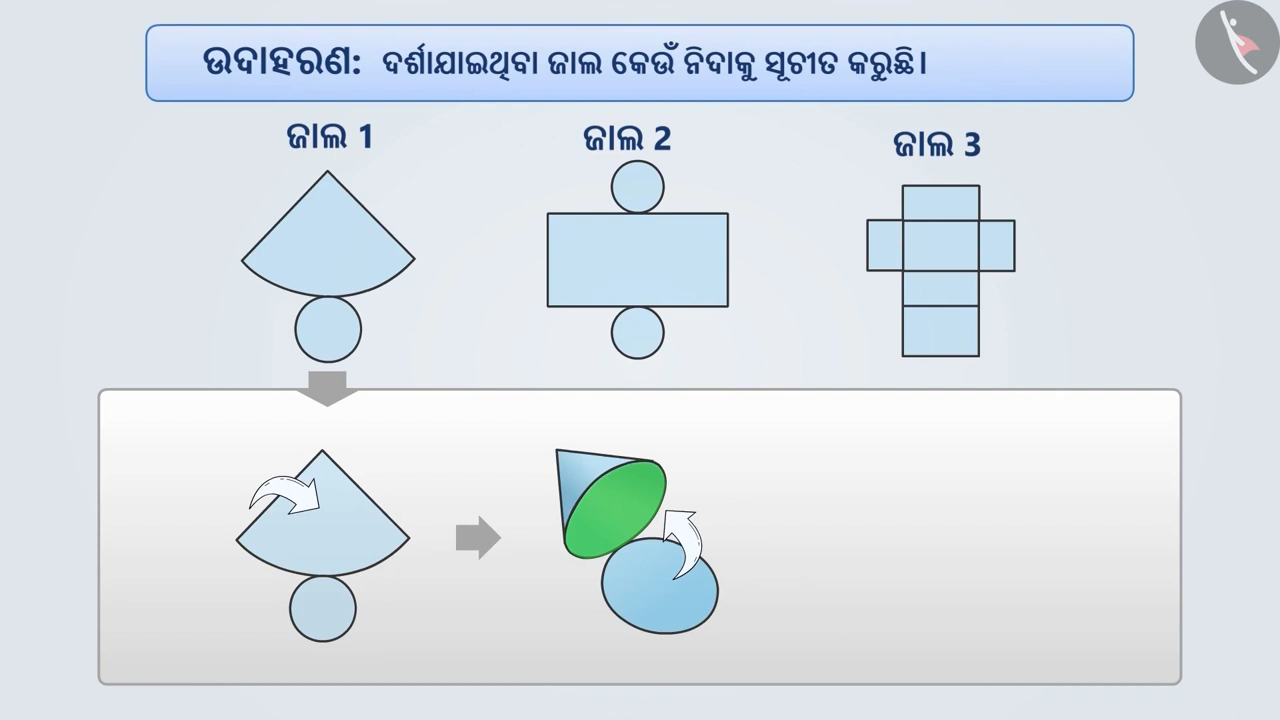 ଉଦାହରଣ: ଦର୍ଶାଯାଇଥିବା ଜାଲ କେଉଁ ନିଦାକୁ ସୂଚୀତ କରୁଛି।
ଜାଲ 1
ଜାଲ 2
ଜାଲ 3